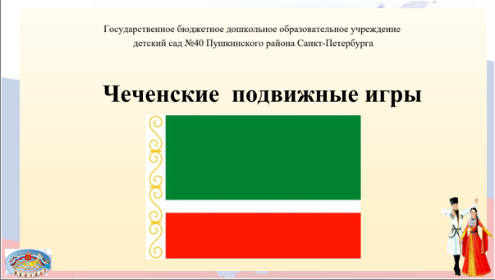 Государственное бюджетное дошкольное образовательное учреждение
детский сад №40 Пушкинского района Санкт-Петербурга
Чеченские подвижные игры